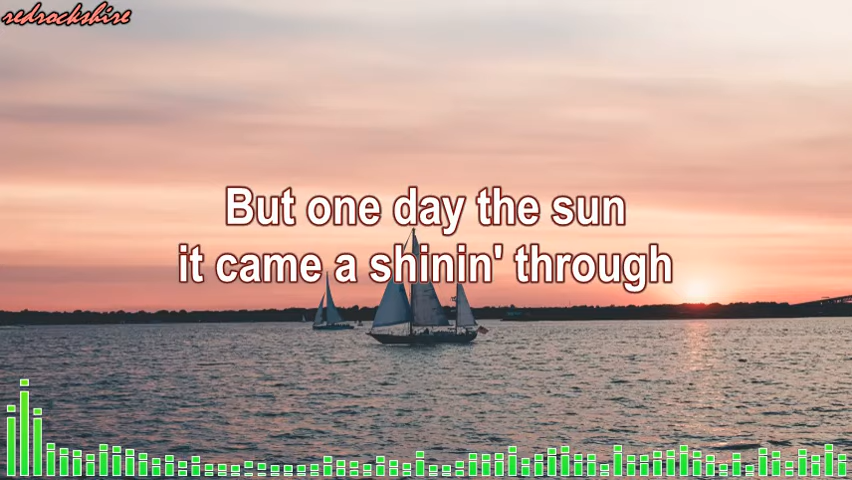 redrockshire
But one day the sun
it came a shinin' through